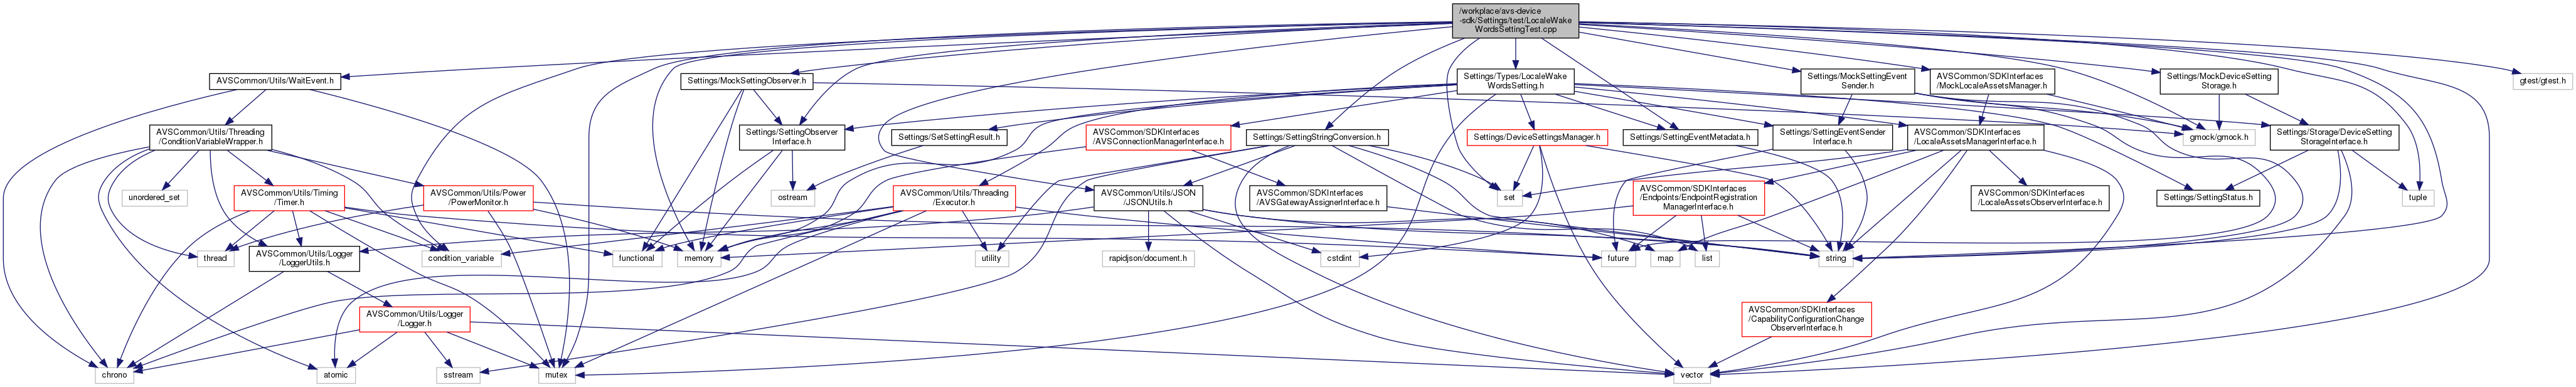 /workplace/avs-device
-sdk/Settings/test/LocaleWake
WordsSettingTest.cpp
AVSCommon/Utils/WaitEvent.h
Settings/MockSettingObserver.h
Settings/Types/LocaleWake
WordsSetting.h
Settings/MockSettingEvent
Sender.h
AVSCommon/SDKInterfaces
/MockLocaleAssetsManager.h
Settings/MockDeviceSetting
Storage.h
gtest/gtest.h
AVSCommon/Utils/Threading
/ConditionVariableWrapper.h
Settings/SettingObserver
Interface.h
Settings/SetSettingResult.h
AVSCommon/SDKInterfaces
/AVSConnectionManagerInterface.h
Settings/SettingStringConversion.h
Settings/DeviceSettingsManager.h
Settings/SettingEventMetadata.h
Settings/SettingEventSender
Interface.h
AVSCommon/SDKInterfaces
/LocaleAssetsManagerInterface.h
gmock/gmock.h
Settings/Storage/DeviceSetting
StorageInterface.h
unordered_set
AVSCommon/Utils/Timing
/Timer.h
AVSCommon/Utils/Power
/PowerMonitor.h
ostream
AVSCommon/Utils/Threading
/Executor.h
AVSCommon/Utils/JSON
/JSONUtils.h
AVSCommon/SDKInterfaces
/AVSGatewayAssignerInterface.h
set
AVSCommon/SDKInterfaces
/Endpoints/EndpointRegistration
ManagerInterface.h
AVSCommon/SDKInterfaces
/LocaleAssetsObserverInterface.h
Settings/SettingStatus.h
tuple
thread
AVSCommon/Utils/Logger
/LoggerUtils.h
condition_variable
functional
memory
utility
rapidjson/document.h
cstdint
future
map
list
string
AVSCommon/Utils/Logger
/Logger.h
AVSCommon/SDKInterfaces
/CapabilityConfigurationChange
ObserverInterface.h
chrono
atomic
sstream
mutex
vector